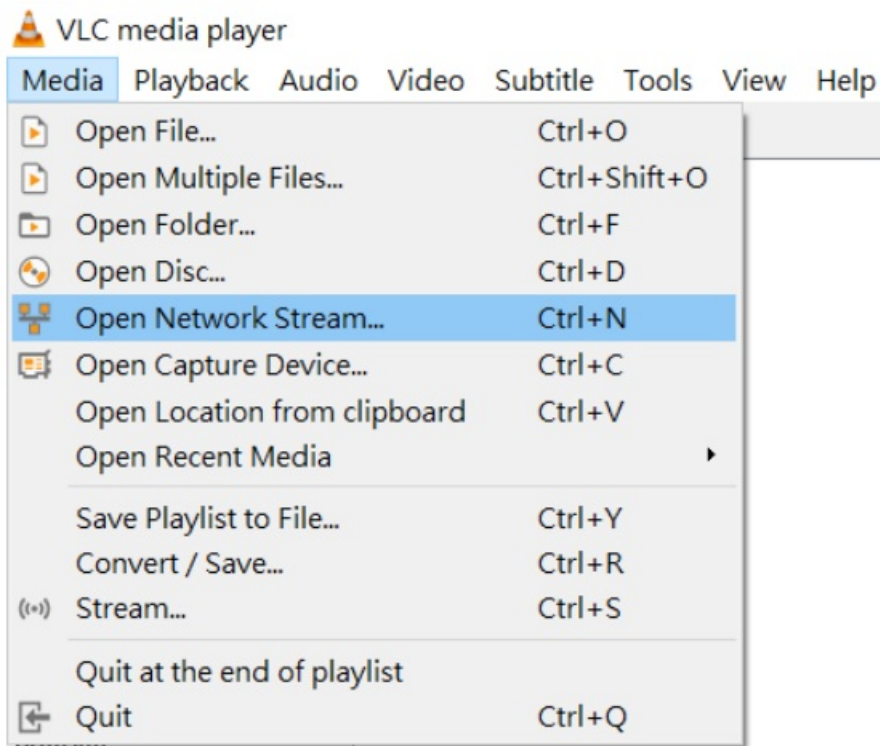 VLC media player
Media Playback Audio Video Subtitle Tools View Help
Open File... Ctrl+O
Open Multiple Files... Ctrl+Shift+O
Open Folder... Ctrl+F
Open Disc... Ctrl+D
Open Network Stream... Ctrl+N
Open Capture Device... Ctrl+C
Open Location from clipboard Ctrl+V
Open Recent Media
Save Playlist to File... Ctrl+Y
Convert / Save... Ctrl+R
Stream... Ctrl+S
Quit at the end of playlist
Quit Ctrl+Q